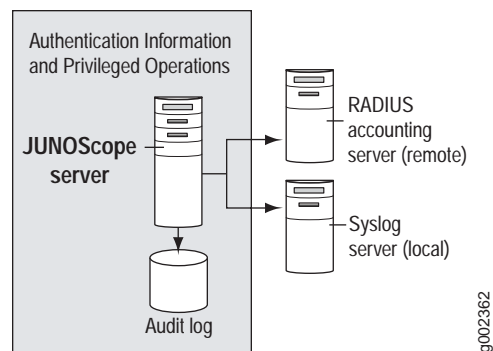 Authentication Information
and Privileged Operations
JUNOScope
server
RADIUS
accounting
server (remote)
Syslog
server (local)
Audit log
g002362